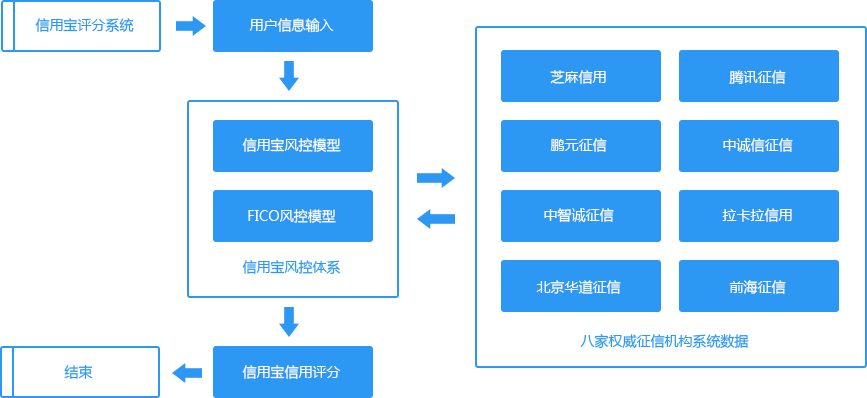 信用宝评分系统
用户信息输入
信用宝风控模型
FICO风控模型
信用宝风控体系
芝麻信用
腾讯征信
鹏元征信
中诚信征信
中智诚征信
拉卡拉信用
北京华道征信
前海征信
八家权威征信机构系统数据
信用宝信用评分
结束